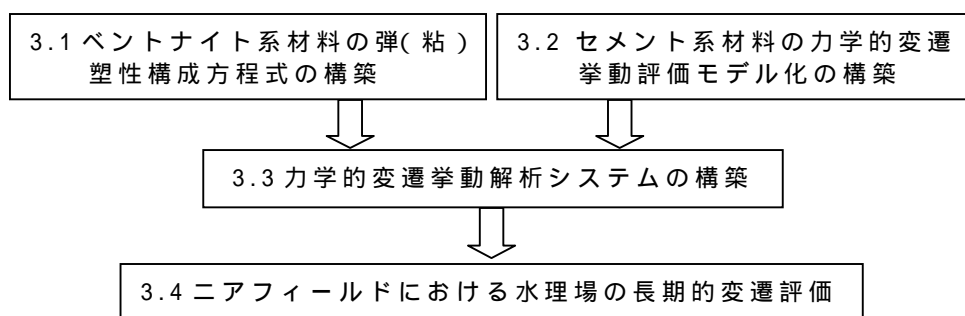 3.1 ベントナイト系材料の弾(粘)
塑性構成方程式の構築
3.2 セメント系材料の力学的変遷
挙動評価モデル化の構築
3.3 力学的変遷挙動解析システムの構築
3.4 ニアフィールドにおける水理場の長期的変遷評価